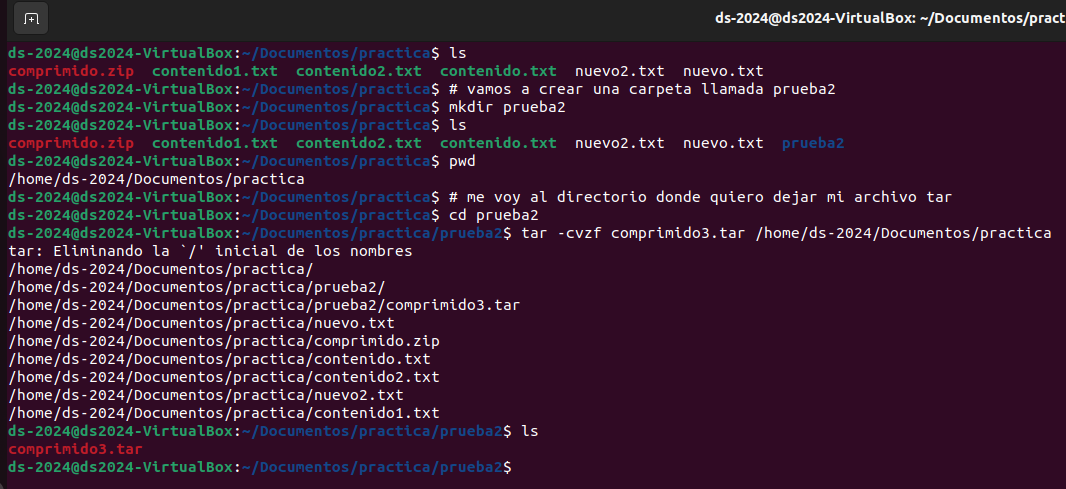 ds-2024@ds2024-VirtualBox: ~/Documentos/pract
ds-2024@ds2024-VirtualBox:~/Documentos/practica$ ls
comprimido.zip  contenido1.txt  contenido2.txt  contenido.txt  nuevo2.txt  nuevo.txt
ds-2024@ds2024-VirtualBox:~/Documentos/practica$ # vamos a crear una carpeta llamada prueba2
ds-2024@ds2024-VirtualBox:~/Documentos/practica$ mkdir prueba2
ds-2024@ds2024-VirtualBox:~/Documentos/practica$ ls
comprimido.zip  contenido1.txt  contenido2.txt  contenido.txt  nuevo2.txt  nuevo.txt  prueba2
ds-2024@ds2024-VirtualBox:~/Documentos/practica$ pwd
/home/ds-2024/Documentos/practica
ds-2024@ds2024-VirtualBox:~/Documentos/practica$ # me voy al directorio donde quiero dejar mi archivo tar
ds-2024@ds2024-VirtualBox:~/Documentos/practica$ cd prueba2
ds-2024@ds2024-VirtualBox:~/Documentos/practica/prueba2$ tar -cvzf comprimido3.tar /home/ds-2024/Documentos/practica
tar: Eliminando la `/' inicial de los nombres
/home/ds-2024/Documentos/practica/
/home/ds-2024/Documentos/practica/prueba2/
/home/ds-2024/Documentos/practica/prueba2/comprimido3.tar
/home/ds-2024/Documentos/practica/nuevo.txt
/home/ds-2024/Documentos/practica/comprimido.zip
/home/ds-2024/Documentos/practica/contenido.txt
/home/ds-2024/Documentos/practica/contenido2.txt
/home/ds-2024/Documentos/practica/nuevo2.txt
/home/ds-2024/Documentos/practica/contenido1.txt
ds-2024@ds2024-VirtualBox:~/Documentos/practica/prueba2$ ls
comprimido3.tar
ds-2024@ds2024-VirtualBox:~/Documentos/practica/prueba2$